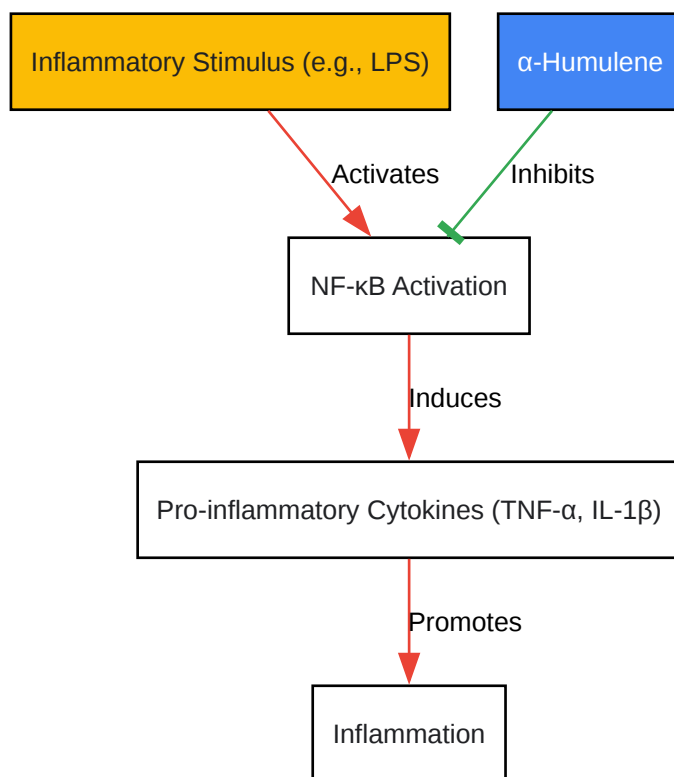 Inflammatory Stimulus (e.g., LPS)
α-Humulene
Activates
Inhibits
NF-κB Activation
Induces
Pro-inflammatory Cytokines (TNF-α, IL-1β)
Promotes
Inflammation